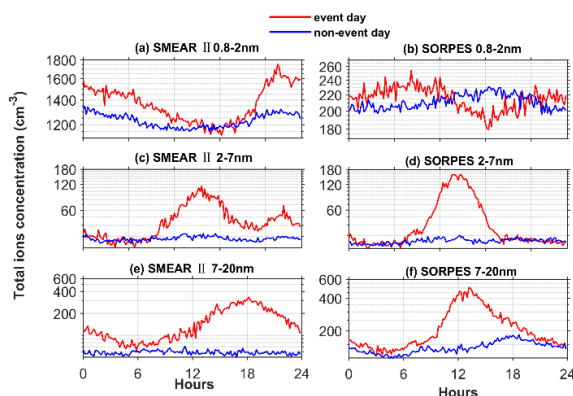 event day
non-event day
(a) SMEAR Ⅱ 0.8-2nm
(b) SORPES 0.8-2nm
1800
1600
1400
1200
260
240
220
200
180
(c) SMEAR Ⅱ 2-7nm
(d) SORPES 2-7nm
180
120
60
180
120
60
(e) SMEAR Ⅱ 7-20nm
(f) SORPES 7-20nm
600
400
200
600
400
200
0 6 12 18 24
0 6 12 18 24
Hours
Hours
Total ions concentration (cm⁻³)